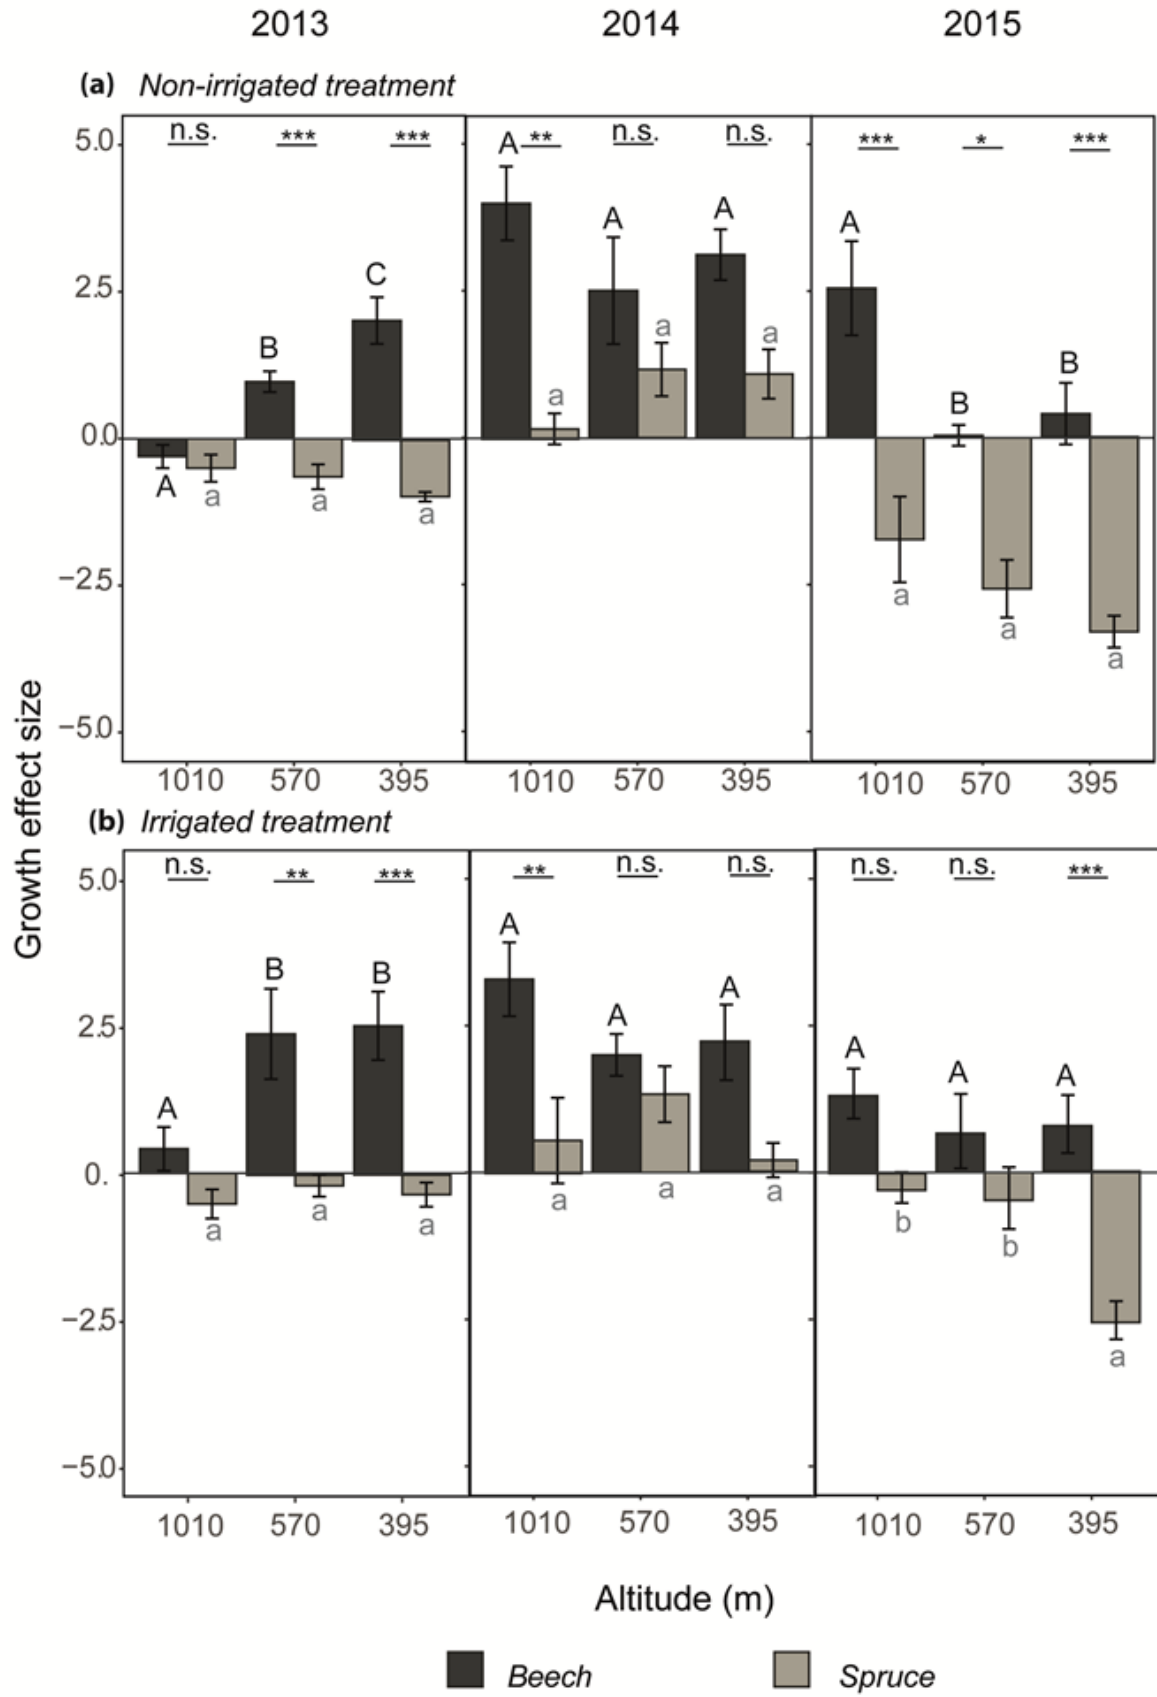 2013 2014 2015
(a) Non-irrigated treatment
n.s. *** *** ** n.s. n.s. *** * ***
5.0
2.5
0.0
−2.5
−5.0
A B C A A A A B B
a a a a a a a a a
1010 570 395 1010 570 395 1010 570 395
Growth effect size
(b) Irrigated treatment
n.s. ** *** ** n.s. n.s. n.s. n.s. ***
5.0
2.5
0.
−2.5
−5.0
A B B A A A A A A
a a a a a a b b a
1010 570 395 1010 570 395 1010 570 395
Altitude (m)
Beech Spruce